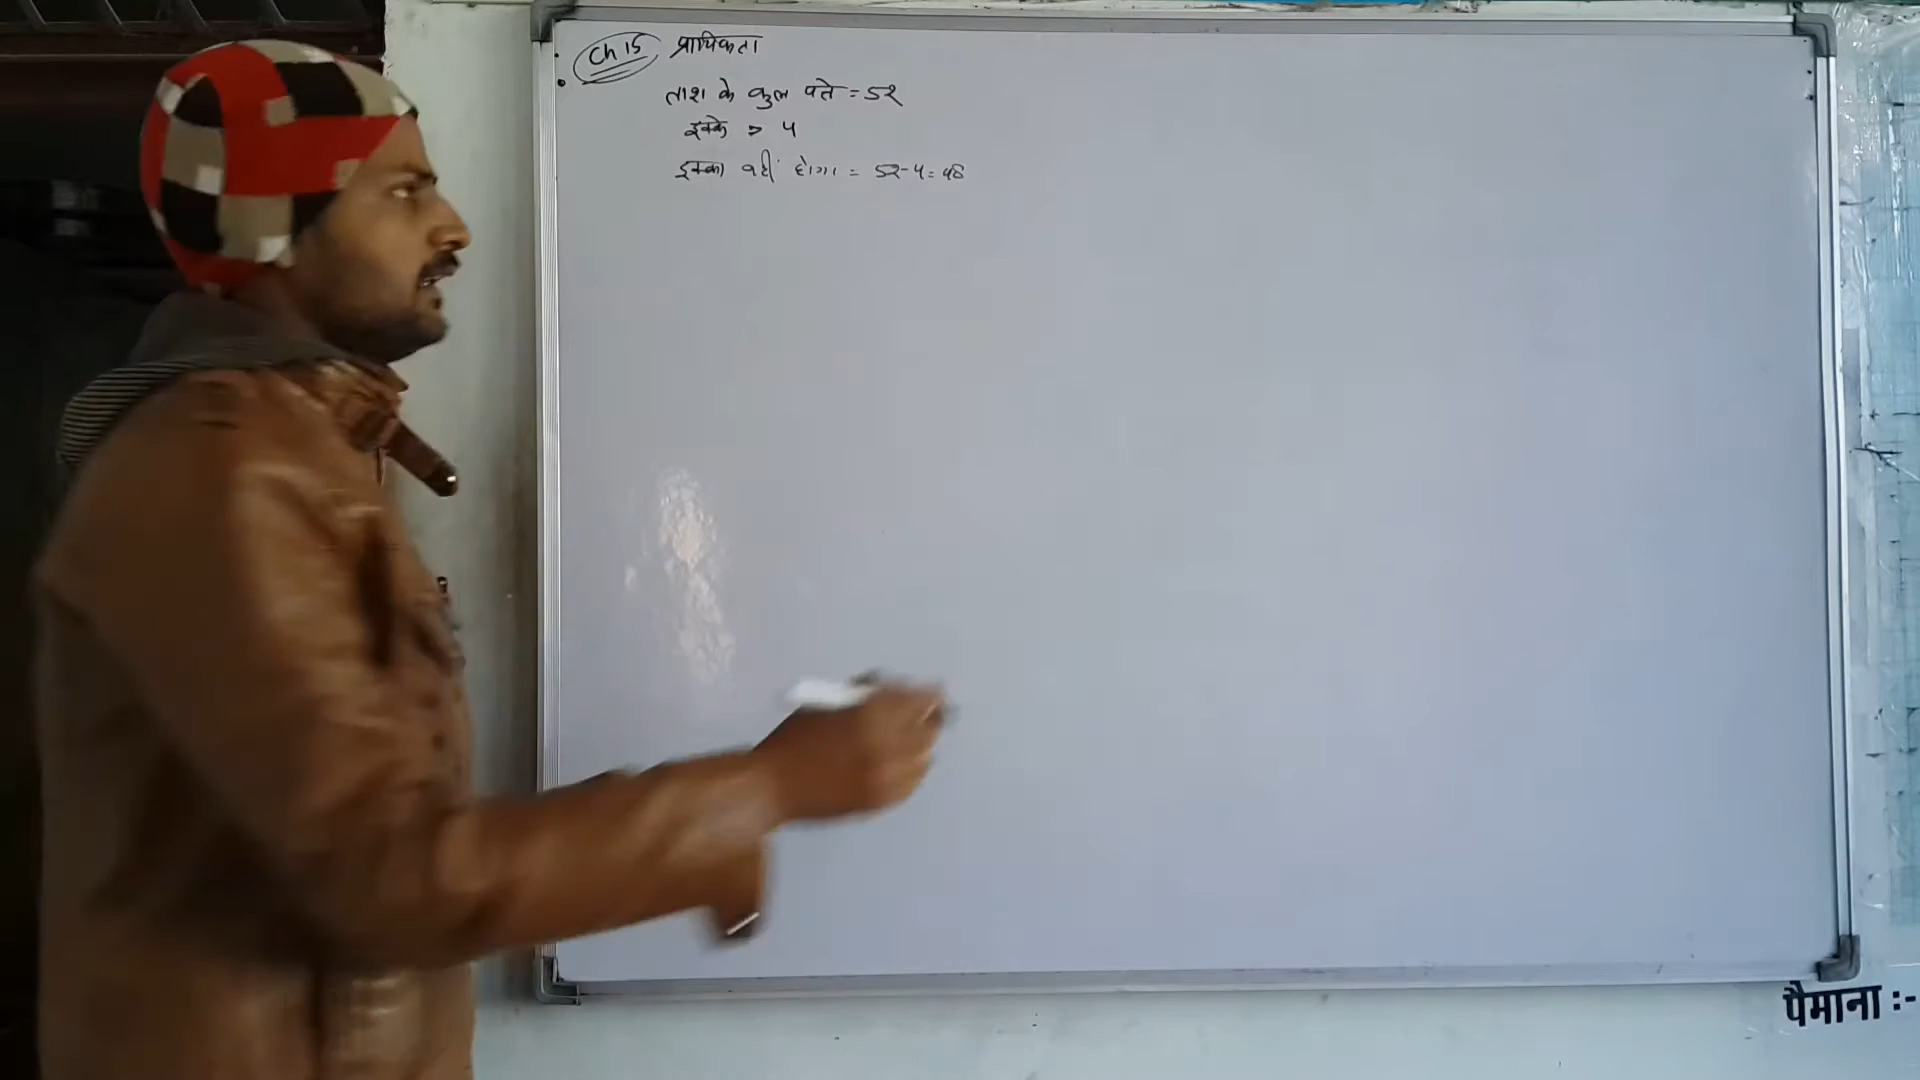 Ch 15 प्रायिकता
ताश के कुल पत्ते = 52
इक्के = 4
इक्का नहीं होगा = 52-4=48
पैमाना :-